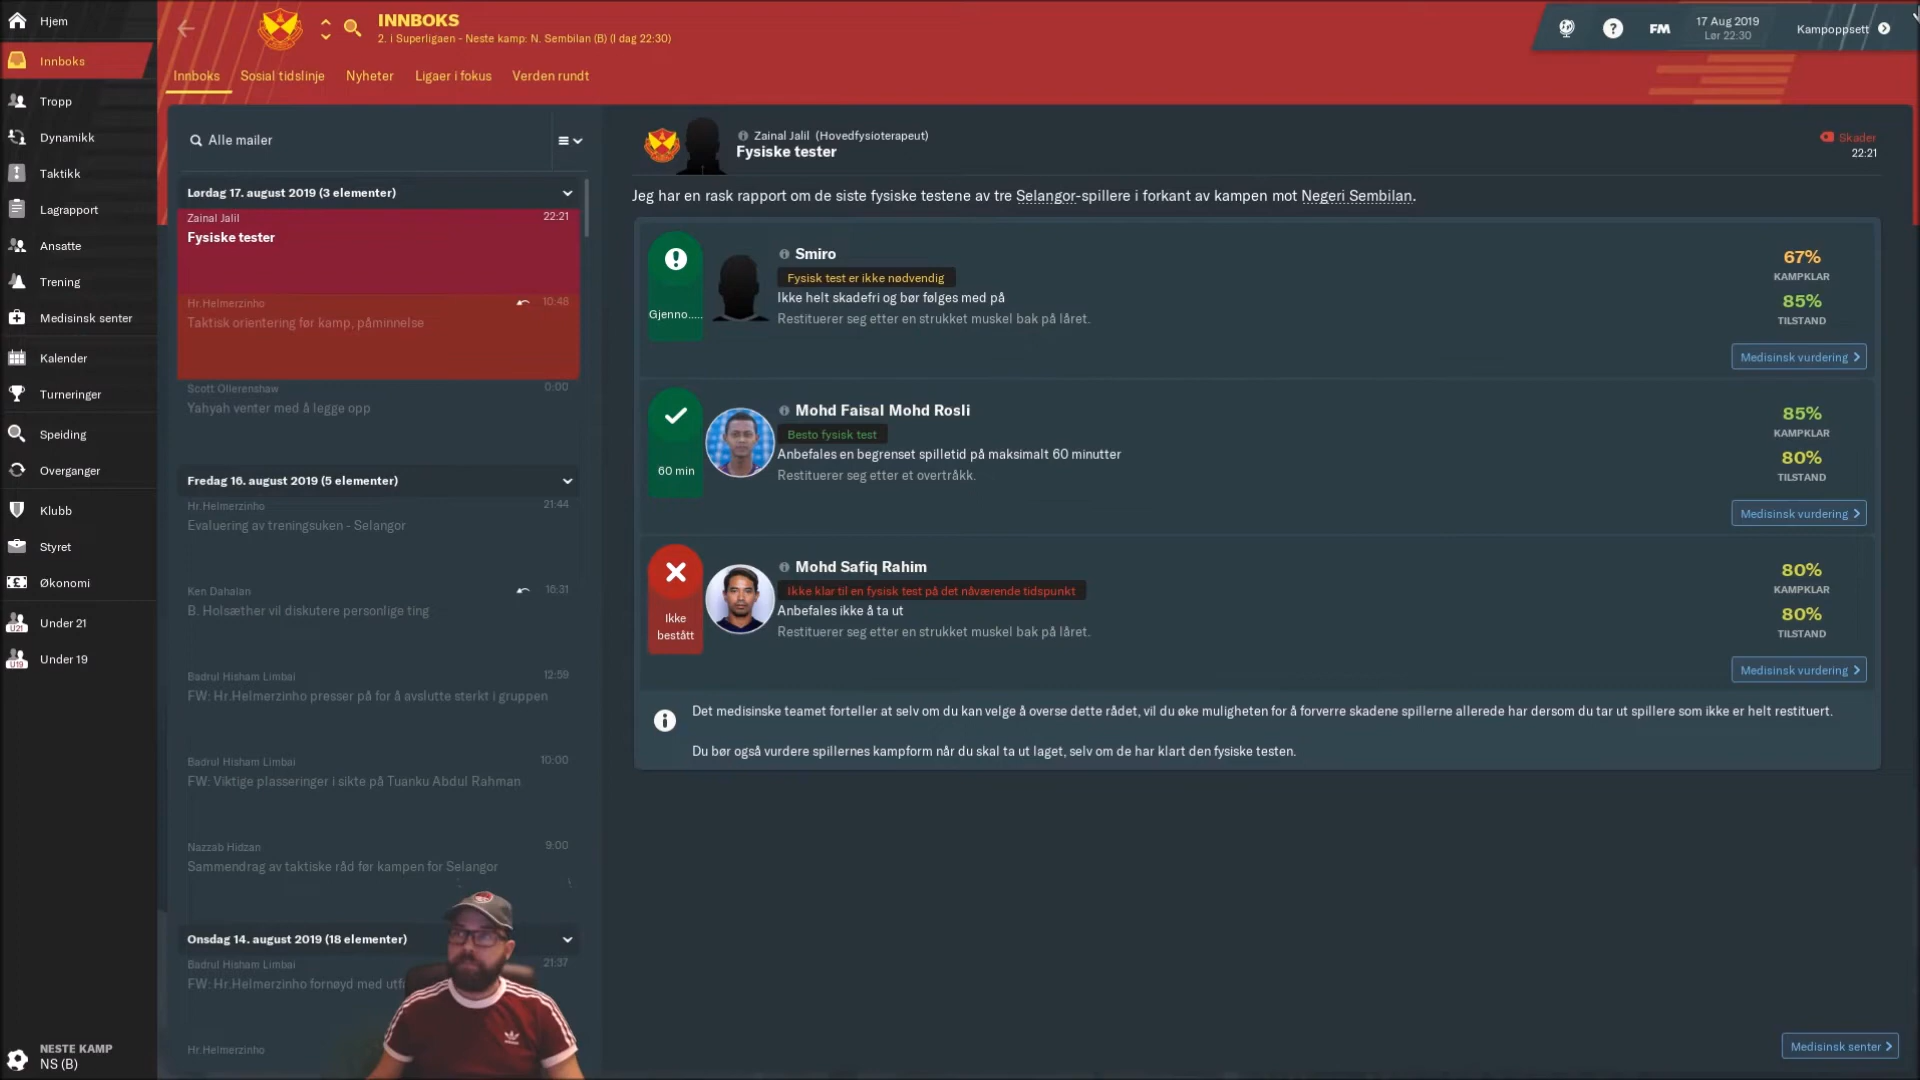 Hjem
Innboks
Tropp
Dynamikk
Taktikk
Lagrapport
Ansatte
Trening
Medisinsk senter
Kalender
Turneringer
Speiding
Overganger
Klubb
Styret
Økonomi
U21
Under 21
U19
Under 19
NESTE KAMP
NS (B)
INNBOKS
2. i Superligaen - Neste kamp: N. Sembilan (B) (I dag 22:30)
Innboks
Sosial tidslinje
Nyheter
Ligaer i fokus
Verden rundt
FM
17 Aug 2019
Lør 22:30
Kampoppsett
Alle mailer
Lørdag 17. august 2019 (3 elementer)
Zainal Jalil 22:21
Fysiske tester
Hr.Helmerzinho 10:48
Taktisk orientering før kamp, påminnelse
Scott Ollerenshaw 0:00
Yahyah venter med å legge opp
Fredag 16. august 2019 (5 elementer)
Hr.Helmerzinho 21:44
Evaluering av treningsuken - Selangor
Ken Dahalan 16:31
B. Holsæther vil diskutere personlige ting
Badrul Hisham Limbai 12:59
FW: Hr.Helmerzinho presser på for å avslutte sterkt i gruppen
Badrul Hisham Limbai 10:00
FW: Viktige plasseringer i sikte på Tuanku Abdul Rahman
Nazzab Hidzan 9:00
Sammendrag av taktiske råd før kampen for Selangor
Onsdag 14. august 2019 (18 elementer)
Badrul Hisham Limbai 21:37
FW: Hr.Helmerzinho fornøyd med utf
Hr.Helmerzinho
Zainal Jalil (Hovedfysioterapeut)
Fysiske tester
Skader
22:21
Jeg har en rask rapport om de siste fysiske testene av tre Selangor-spillere i forkant av kampen mot Negeri Sembilan.
Gjenno.....
Smiro
Fysisk test er ikke nødvendig
Ikke helt skadefri og bør følges med på
Restituerer seg etter en strukket muskel bak på låret.
67%
KAMPKLAR
85%
TILSTAND
Medisinsk vurdering
60 min
Mohd Faisal Mohd Rosli
Besto fysisk test
Anbefales en begrenset spilletid på maksimalt 60 minutter
Restituerer seg etter et overtråkk.
85%
KAMPKLAR
80%
TILSTAND
Medisinsk vurdering
Ikke
bestått
Mohd Safiq Rahim
Ikke klar til en fysisk test på det nåværende tidspunkt
Anbefales ikke å ta ut
Restituerer seg etter en strukket muskel bak på låret.
80%
KAMPKLAR
80%
TILSTAND
Medisinsk vurdering
Det medisinske teamet forteller at selv om du kan velge å overse dette rådet, vil du øke muligheten for å forverre skadene spillerne allerede har dersom du tar ut spillere som ikke er helt restituert.
Du bør også vurdere spillernes kampform når du skal ta ut laget, selv om de har klart den fysiske testen.
Medisinsk senter